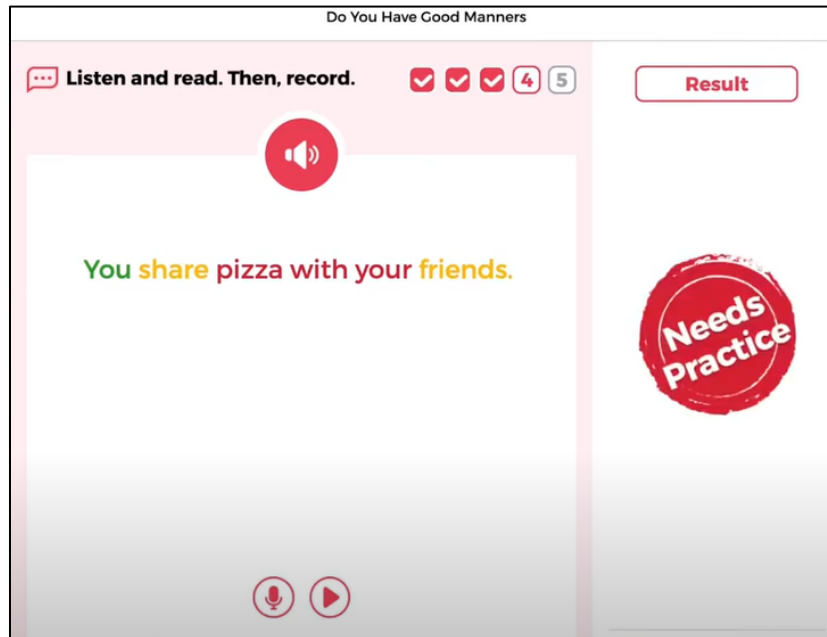 Do You Have Good Manners
Listen and read. Then, record.
4 5
Result
You share pizza with your friends.
Needs
Practice